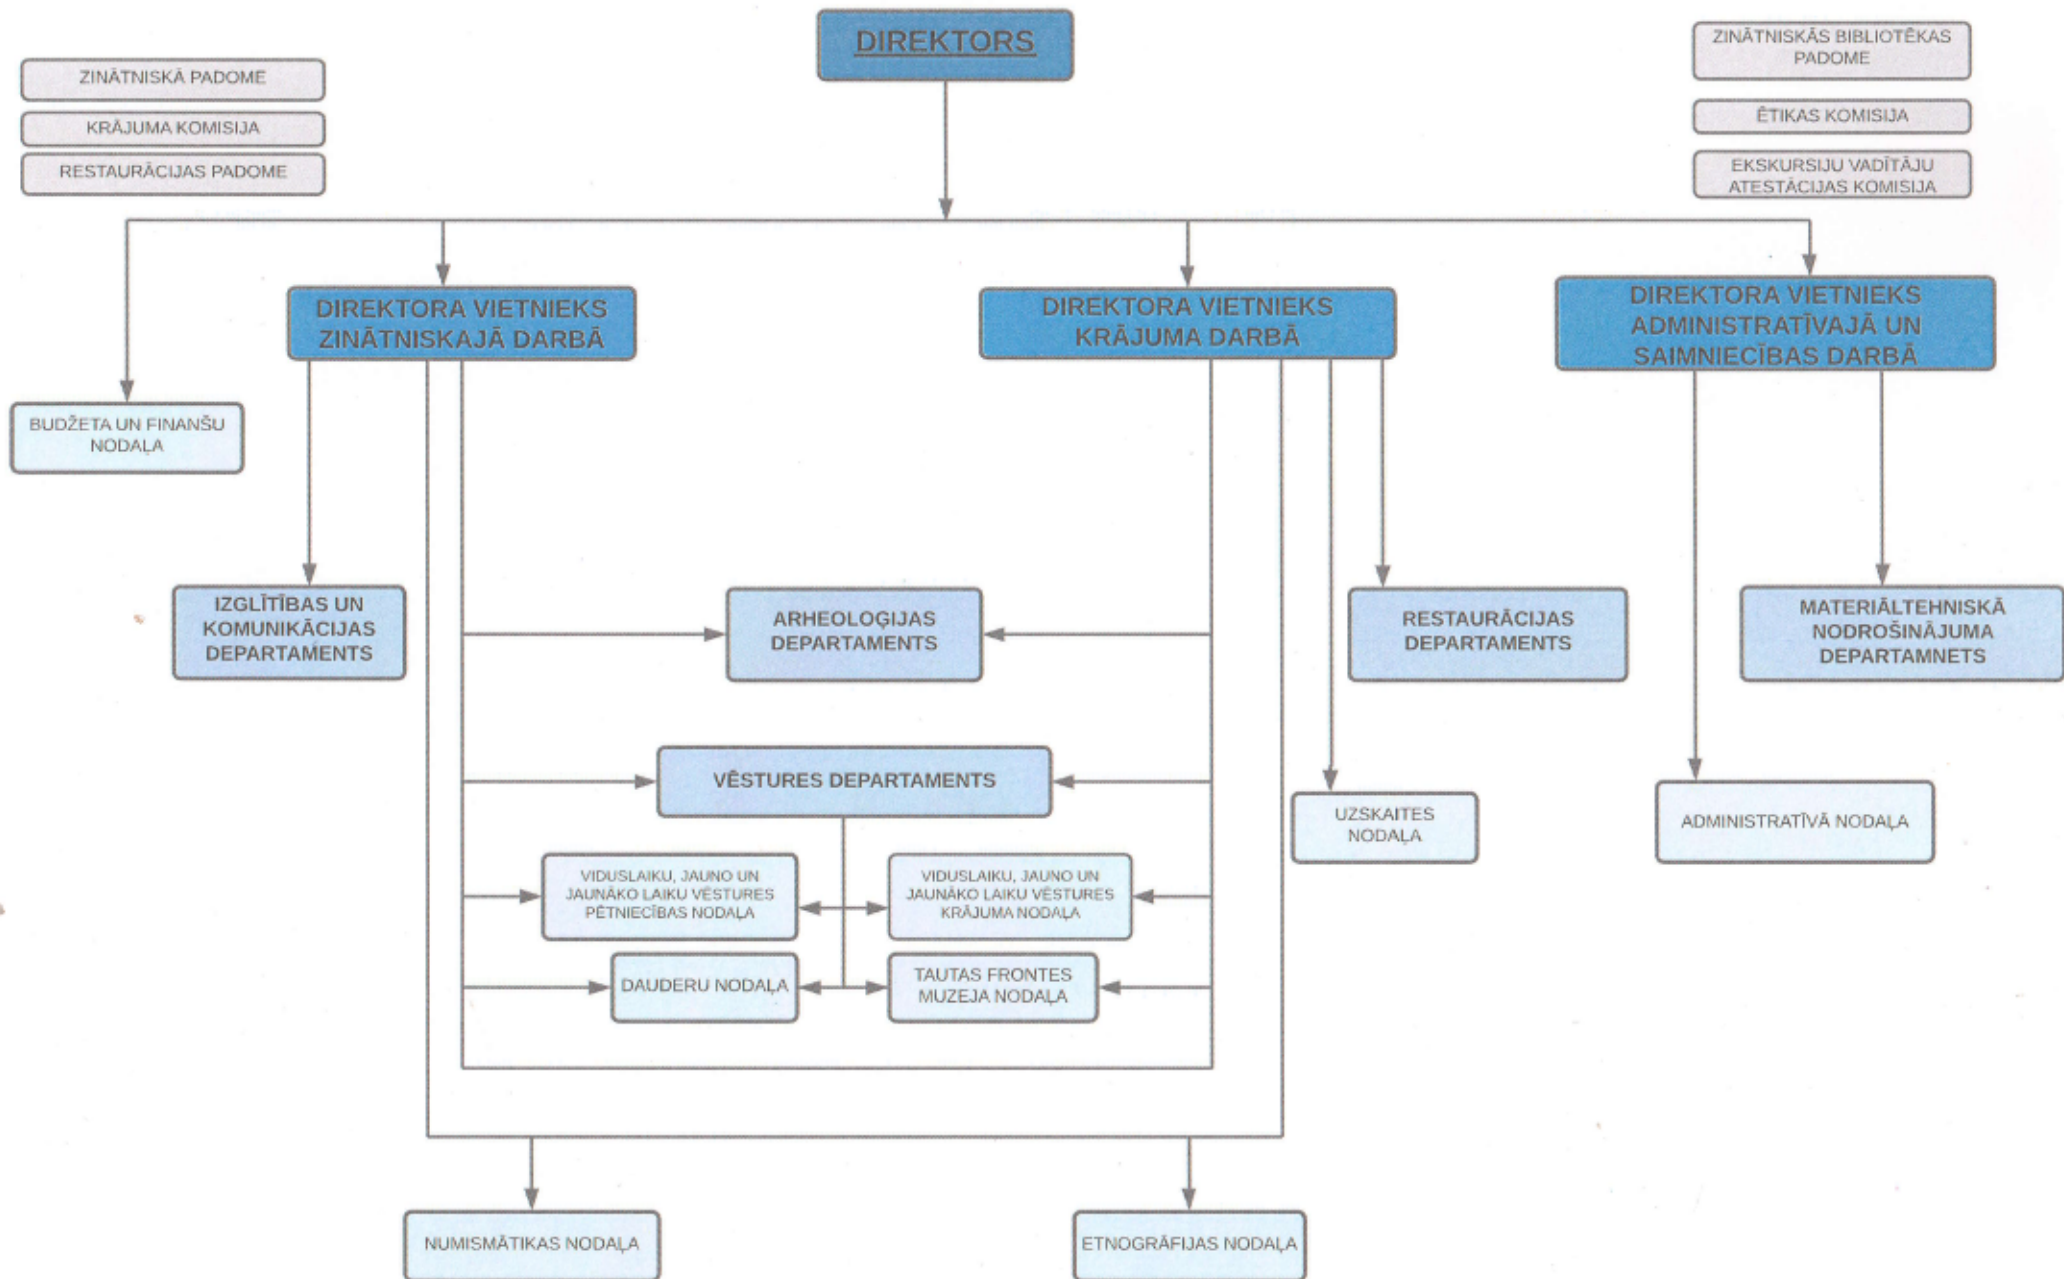 DIREKTORS
ZINĀTNISKĀ PADOME
KRĀJUMA KOMISIJA
RESTAURĀCIJAS PADOME
ZINĀTNISKĀS BIBLIOTĒKAS
PADOME
ĒTIKAS KOMISIJA
EKSKURSIJU VADĪTĀJU
ATESTĀCIJAS KOMISIJA
DIREKTORA VIETNIEKS
ZINĀTNISKAJĀ DARBĀ
DIREKTORA VIETNIEKS
KRĀJUMA DARBĀ
DIREKTORA VIETNIEKS
ADMINISTRATĪVAJĀ UN
SAIMNIECĪBAS DARBĀ
BUDŽETA UN FINANŠU
NODAĻA
IZGLĪTĪBAS UN
KOMUNIKĀCIJAS
DEPARTAMENTS
ARHEOLOĢIJAS
DEPARTAMENTS
RESTAURĀCIJAS
DEPARTAMENTS
MATERIĀLTEHNISKĀ
NODROŠINĀJUMA
DEPARTAMNETS
VĒSTURES DEPARTAMENTS
UZSKAITES
NODAĻA
ADMINISTRATĪVĀ NODAĻA
VIDUSLAIKU, JAUNO UN
JAUNĀKO LAIKU VĒSTURES
PĒTNIECĪBAS NODAĻA
VIDUSLAIKU, JAUNO UN
JAUNĀKO LAIKU VĒSTURES
KRĀJUMA NODAĻA
DAUDERU NODAĻA
TAUTAS FRONTES
MUZEJA NODAĻA
NUMISMĀTIKAS NODAĻA
ETNOGRĀFIJAS NODAĻA